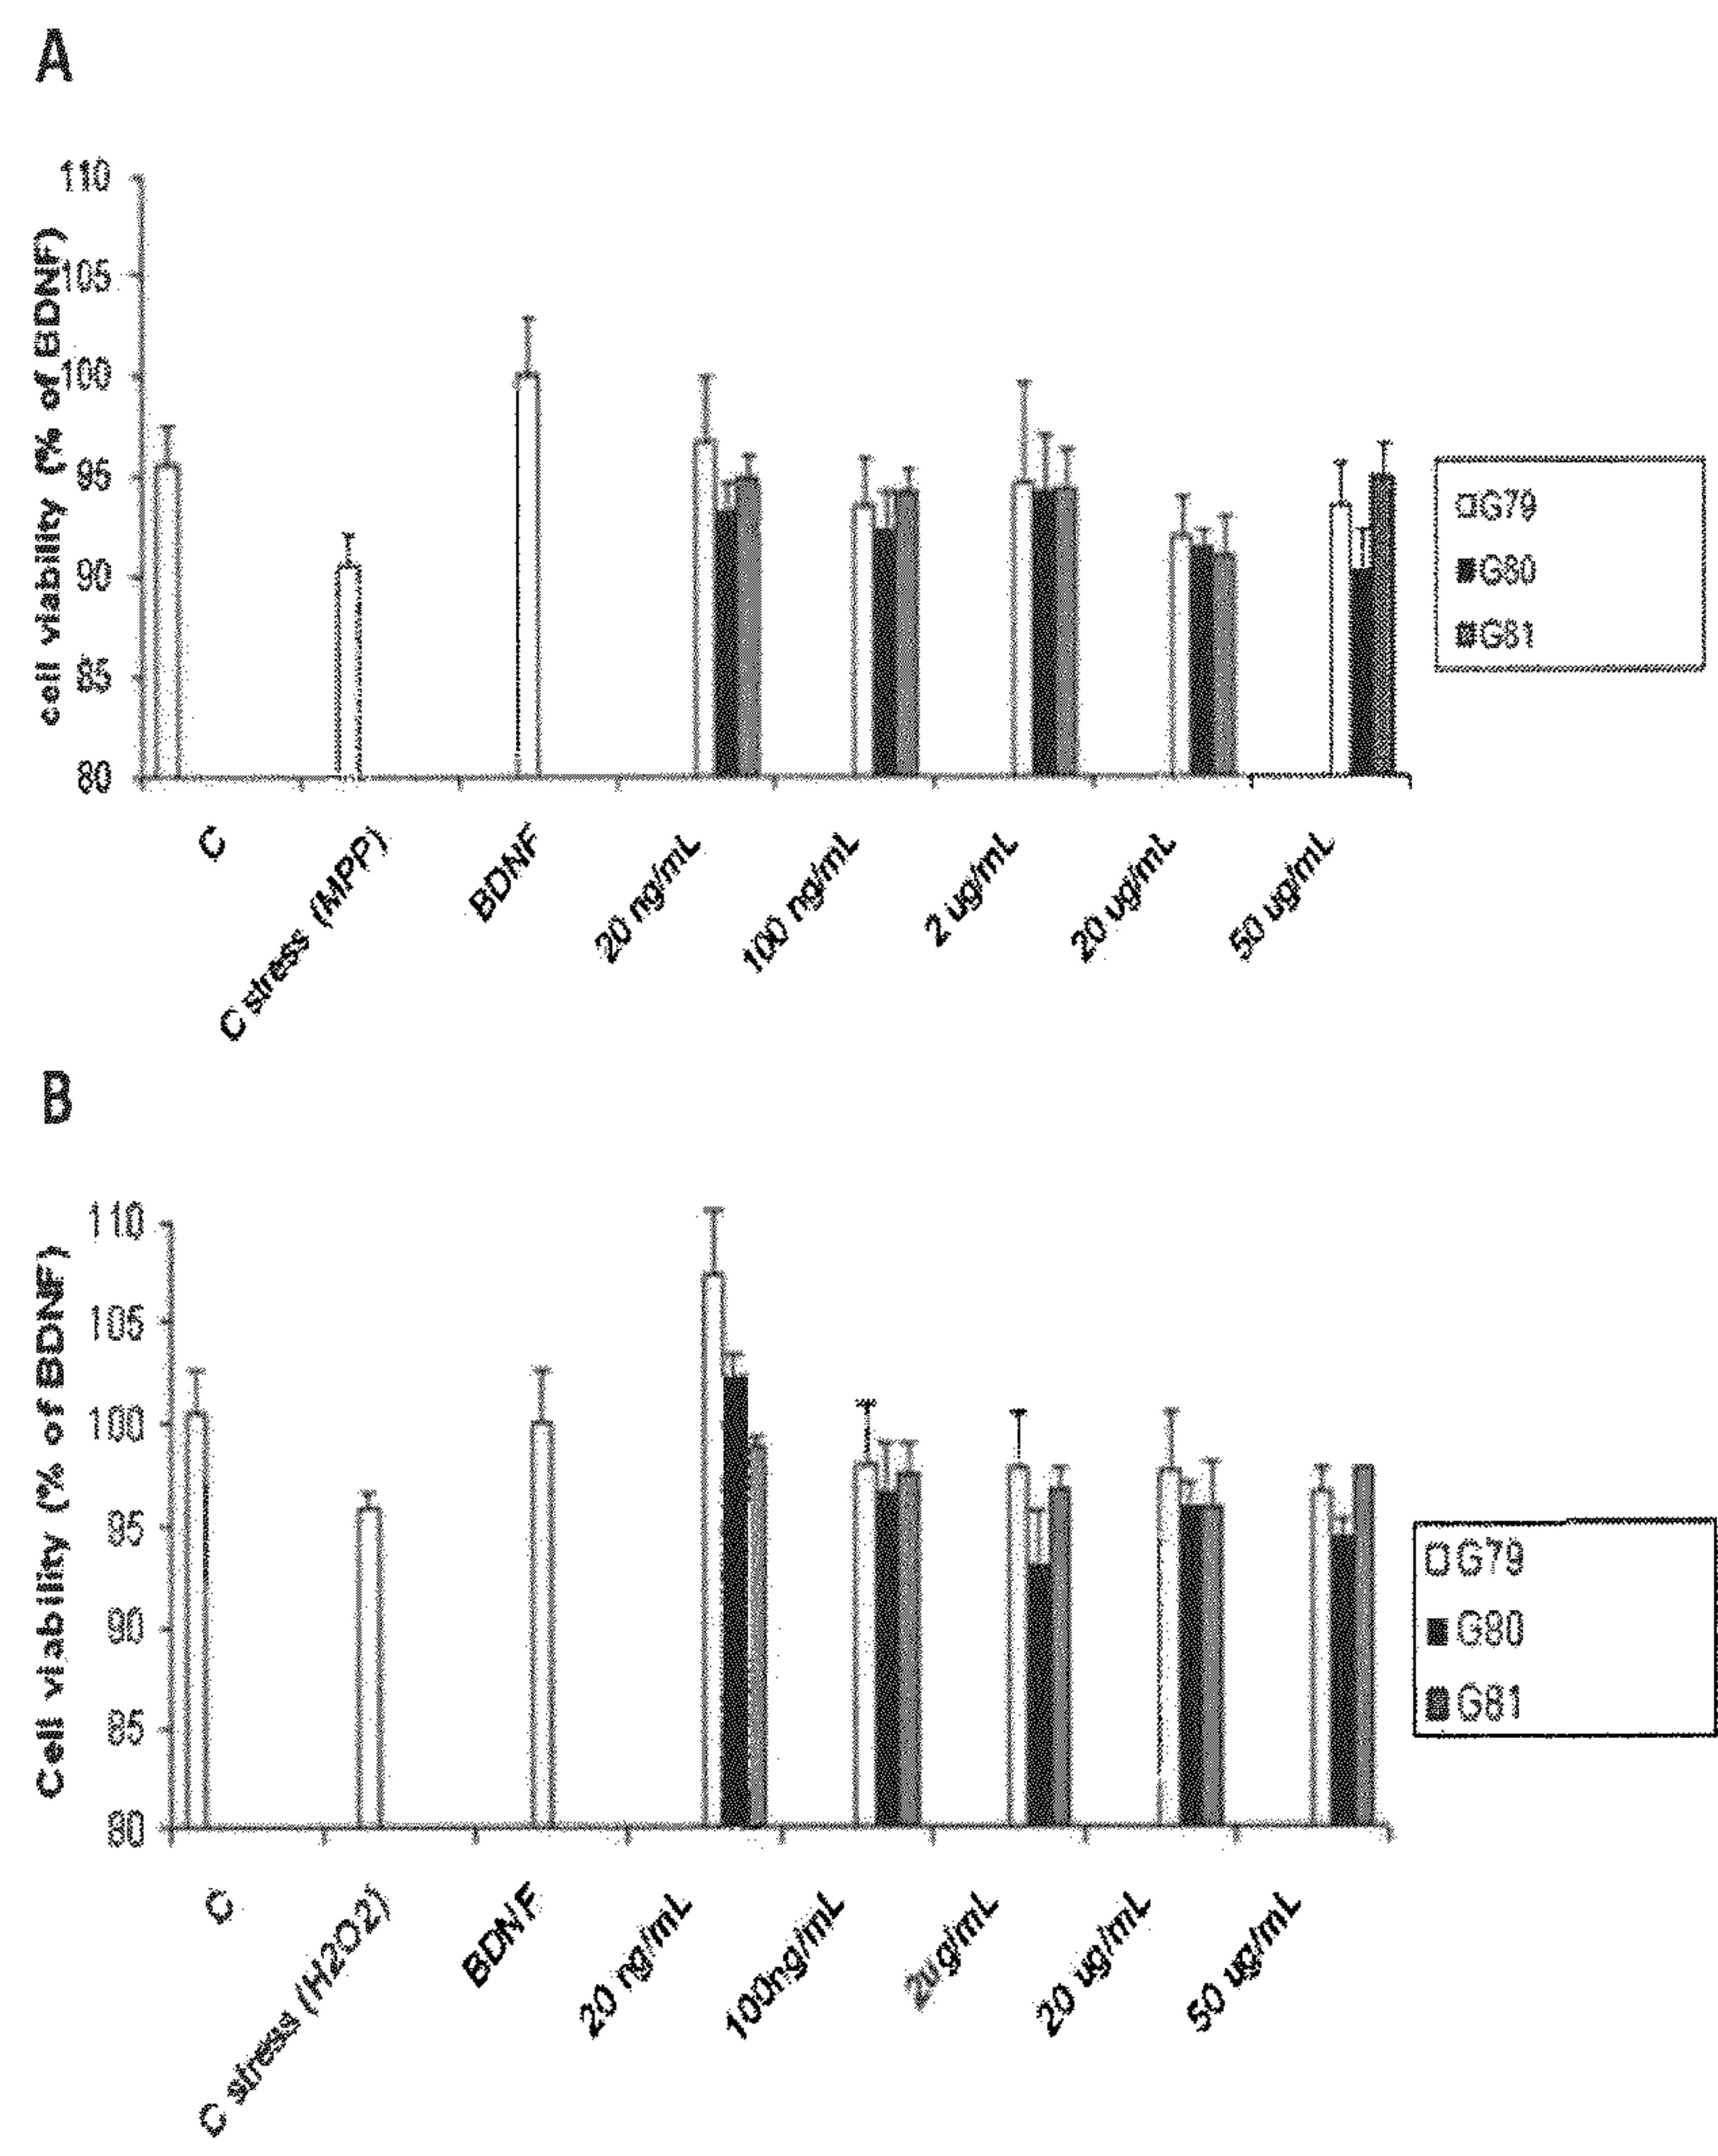 A
cell viability (% of BDNF)
110
105
100
95
90
85
80
C
C stress (MPP)
BDNF
20 ng/mL
100 ng/mL
2 ug/mL
20 ug/mL
50 ug/mL
G79
G80
G81
B
Cell viability (% of BDNF)
110
105
100
95
90
85
80
C
C stress (H2O2)
BDNF
20 ng/mL
100ng/mL
2ug/mL
20 ug/mL
50 ug/mL
G79
G80
G81